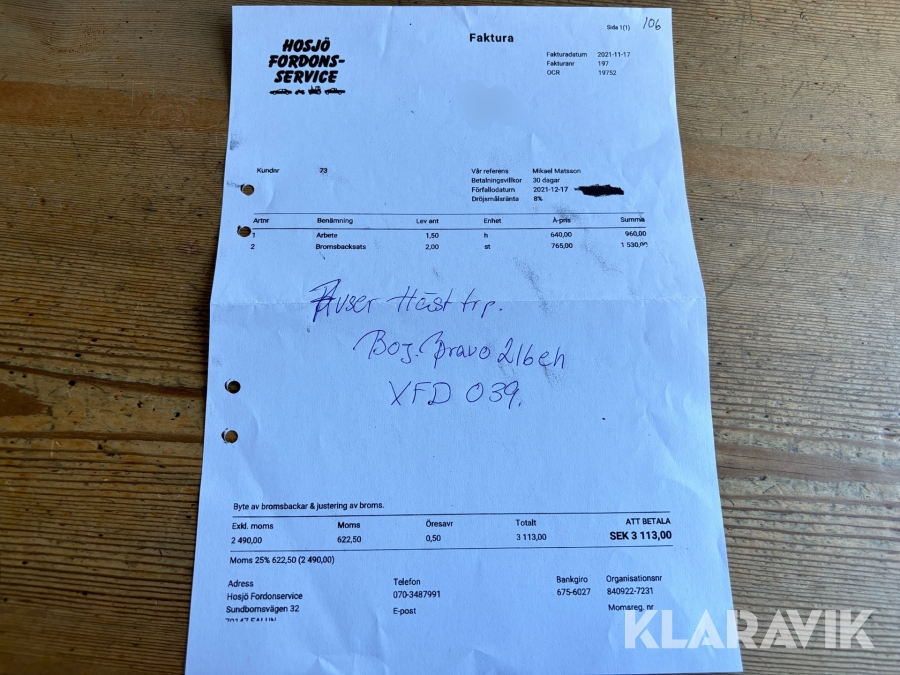 Sida 1(1) 106
Faktura
HOSJÖ
FORDONS-
SERVICE
Fakturadatum 2021-11-17
Fakturanr 197
OCR 19752
Kundnr 73
Vår referens Mikael Matsson
Betalningsvillkor 30 dagar
Förfallodatum 2021-12-17
Dröjsmålsränta 8%
Artnr Benämning Lev ant Enhet A-pris Summa
1 Arbete 1,50 h 640,00 960,00
2 Bromsbacksats 2,00 st 765,00 1 530,00
Avser Häst trp.
Boj. Bravo 216eh
XFD 039.
Byte av bromsbackar & justering av broms.
Exkl. moms Moms Öresavr Totalt ATT BETALA
2 490,00 622,50 0,50 3 113,00 SEK 3 113,00
Moms 25% 622,50 (2 490,00)
Adress Telefon Bankgiro Organisationsnr
Hosjö Fordonservice 070-3487991 675-6027 840922-7231
Sundbornsvägen 32 E-post Momsreg. nr
79147 FALUN
KLARAVIK